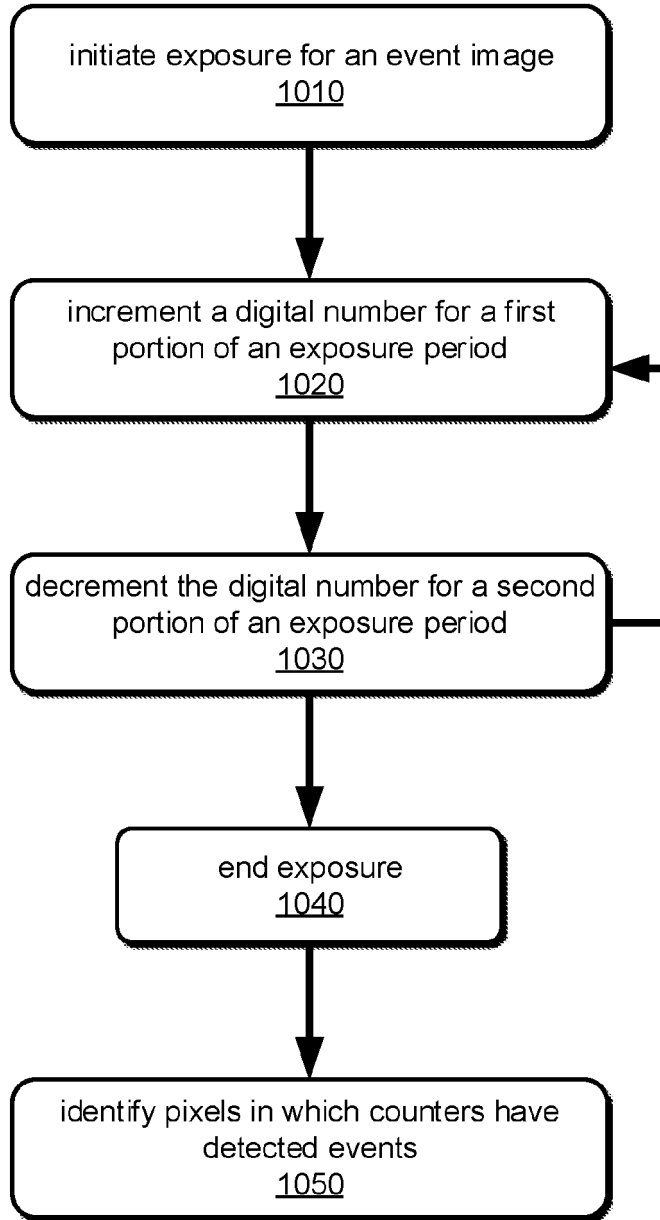 initiate exposure for an event image
1010
increment a digital number for a first
portion of an exposure period
1020
decrement the digital number for a second
portion of an exposure period
1030
end exposure
1040
identify pixels in which counters have
detected events
1050